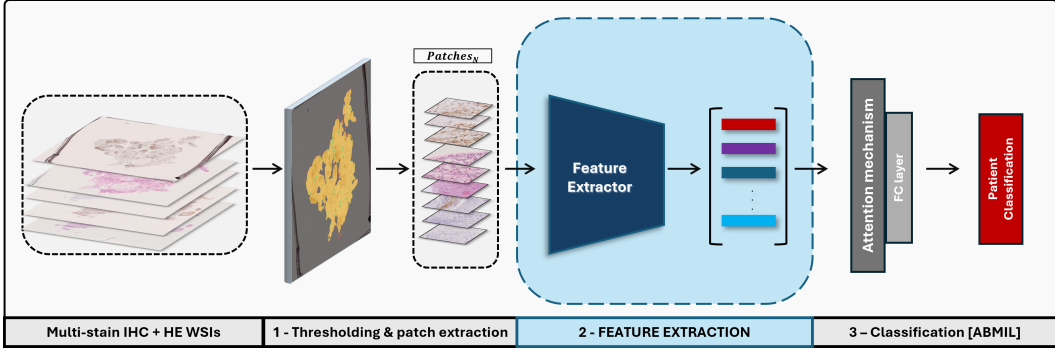 Patches_N
Feature
Extractor
Attention mechanism
FC layer
Patient
Classification
Multi-stain IHC + HE WSIs
1 - Thresholding & patch extraction
2 - FEATURE EXTRACTION
3 – Classification [ABMIL]